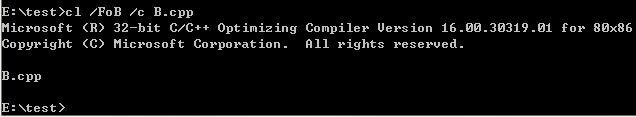 E:\test>cl /FoB /c B.cpp
Microsoft (R) 32-bit C/C++ Optimizing Compiler Version 16.00.30319.01 for 80x86
Copyright (C) Microsoft Corporation.  All rights reserved.
B.cpp
E:\test>